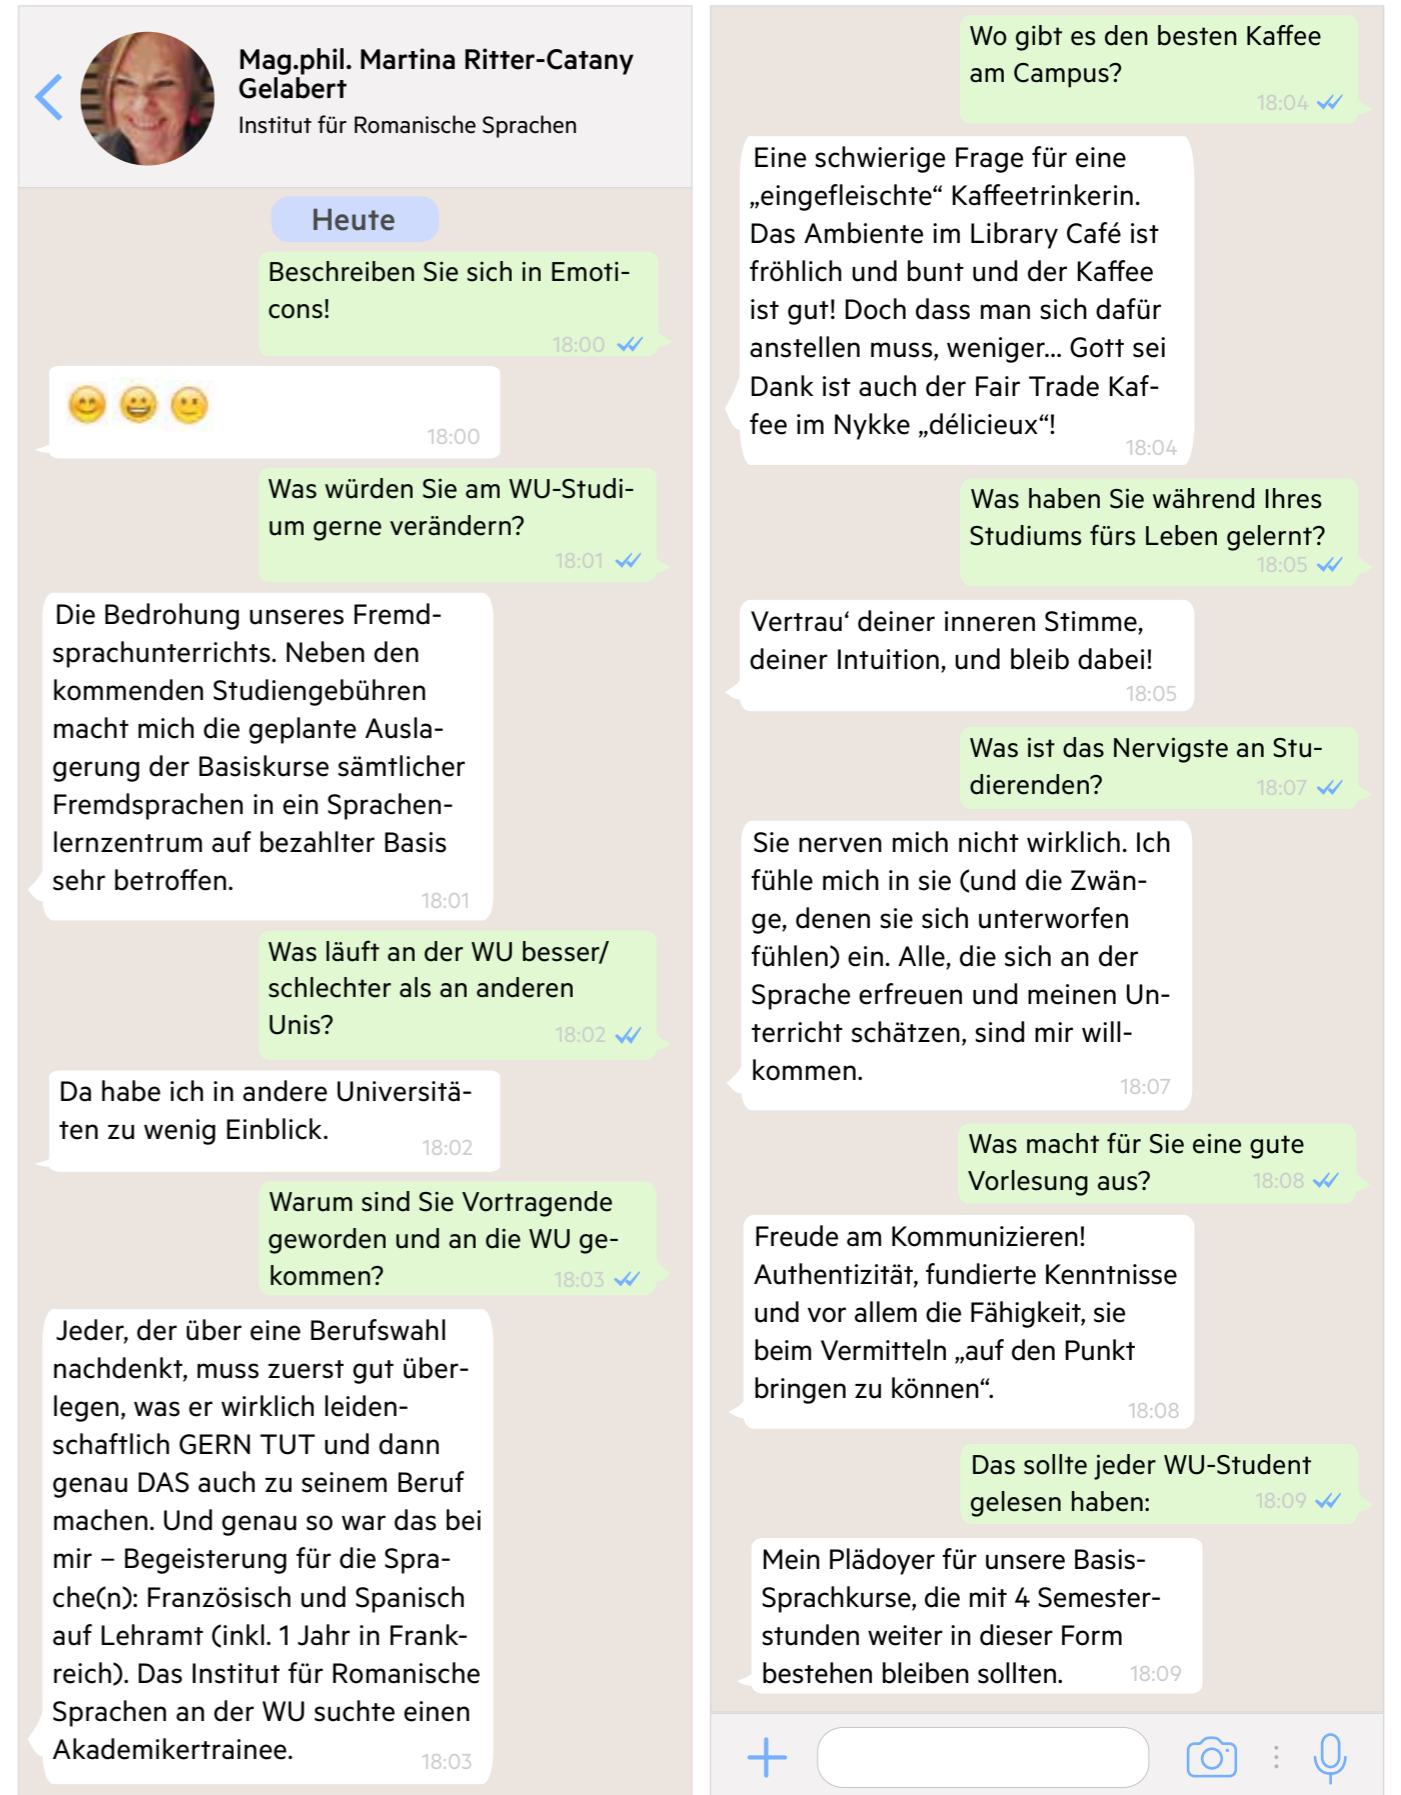 Mag.phil. Martina Ritter-Catany
Gelabert
Institut für Romanische Sprachen
Heute
Beschreiben Sie sich in Emoti-
cons!
18:00
18:00
Was würden Sie am WU-Studi-
um gerne verändern?
18:01
Die Bedrohung unseres Fremd-
sprachunterrichts. Neben den
kommenden Studiengebühren
macht mich die geplante Ausla-
gerung der Basiskurse sämtlicher
Fremdsprachen in ein Sprachen-
lernzentrum auf bezahlter Basis
sehr betroffen.
18:01
Was läuft an der WU besser/
schlechter als an anderen
Unis?
18:02
Da habe ich in andere Universitä-
ten zu wenig Einblick.
18:02
Warum sind Sie Vortragende
geworden und an die WU ge-
kommen?
18:03
Jeder, der über eine Berufswahl
nachdenkt, muss zuerst gut über-
legen, was er wirklich leiden-
schaftlich GERN TUT und dann
genau DAS auch zu seinem Beruf
machen. Und genau so war das bei
mir – Begeisterung für die Spra-
che(n): Französisch und Spanisch
auf Lehramt (inkl. 1 Jahr in Frank-
reich). Das Institut für Romanische
Sprachen an der WU suchte einen
Akademikertrainee.
18:03
Wo gibt es den besten Kaffee
am Campus?
18:04
Eine schwierige Frage für eine
„eingefleischte“ Kaffeetrinkerin.
Das Ambiente im Library Café ist
fröhlich und bunt und der Kaffee
ist gut! Doch dass man sich dafür
anstellen muss, weniger... Gott sei
Dank ist auch der Fair Trade Kaf-
fee im Nykke „délicieux“!
18:04
Was haben Sie während Ihres
Studiums fürs Leben gelernt?
18:05
Vertrau‘ deiner inneren Stimme,
deiner Intuition, und bleib dabei!
18:05
Was ist das Nervigste an Stu-
dierenden?
18:07
Sie nerven mich nicht wirklich. Ich
fühle mich in sie (und die Zwän-
ge, denen sie sich unterworfen
fühlen) ein. Alle, die sich an der
Sprache erfreuen und meinen Un-
terricht schätzen, sind mir will-
kommen.
18:07
Was macht für Sie eine gute
Vorlesung aus?
18:08
Freude am Kommunizieren!
Authentizität, fundierte Kenntnisse
und vor allem die Fähigkeit, sie
beim Vermitteln „auf den Punkt
bringen zu können“.
18:08
Das sollte jeder WU-Student
gelesen haben:
18:09
Mein Plädoyer für unsere Basis-
Sprachkurse, die mit 4 Semester-
stunden weiter in dieser Form
bestehen bleiben sollten.
18:09